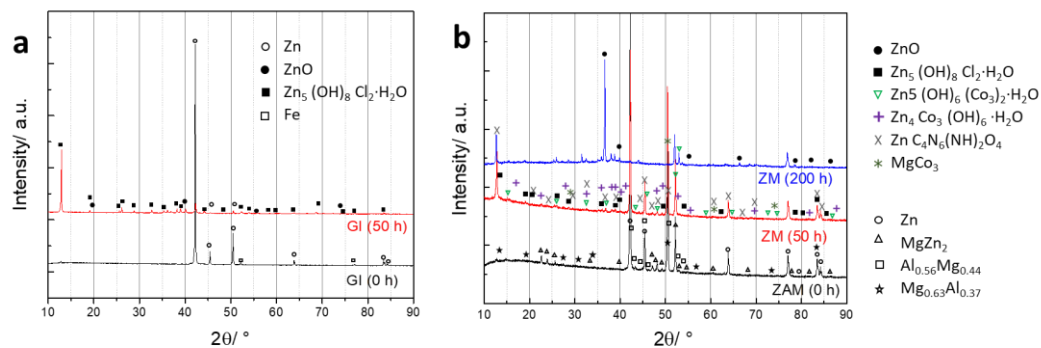 a
Intensity/ a.u.
Zn
ZnO
Zn₅ (OH)₈ Cl₂·H₂O
Fe
GI (50 h)
GI (0 h)
10 20 30 40 50 60 70 80 90
2θ/ °
b
Intensity/ a.u.
ZM (200 h)
ZM (50 h)
ZAM (0 h)
10 20 30 40 50 60 70 80 90
2θ/ °
ZnO
Zn₅ (OH)₈ Cl₂·H₂O
Zn5 (OH)₆ (Co₃)₂·H₂O
Zn₄ Co₃ (OH)₆ ·H₂O
Zn C₄N₆(NH)₂O₄
MgCo₃
Zn
MgZn₂
Al₀.₅₆Mg₀.₄₄
Mg₀.₆₃Al₀.₃₇